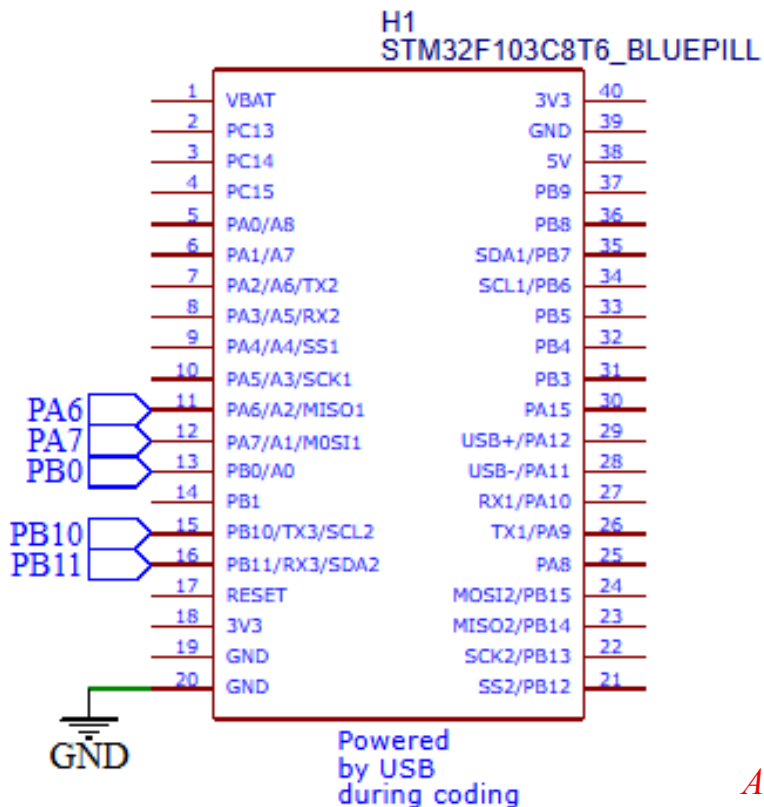 H1
STM32F103C8T6_BLUEPILL
1 VBAT 3V3 40
2 PC13 GND 39
3 PC14 5V 38
4 PC15 PB9 37
5 PA0/A8 PB8 36
6 PA1/A7 SDA1/PB7 35
7 PA2/A6/TX2 SCL1/PB6 34
8 PA3/A5/RX2 PB5 33
9 PA4/A4/SS1 PB4 32
10 PA5/A3/SCK1 PB3 31
PA6 11 PA6/A2/MISO1 PA15 30
PA7 12 PA7/A1/M0SI1 USB+/PA12 29
PB0 13 PB0/A0 USB-/PA11 28
14 PB1 RX1/PA10 27
PB10 15 PB10/TX3/SCL2 TX1/PA9 26
PB11 16 PB11/RX3/SDA2 PA8 25
17 RESET MOSI2/PB15 24
18 3V3 MISO2/PB14 23
19 GND SCK2/PB13 22
20 GND SS2/PB12 21
GND
Powered
by USB
during coding
A